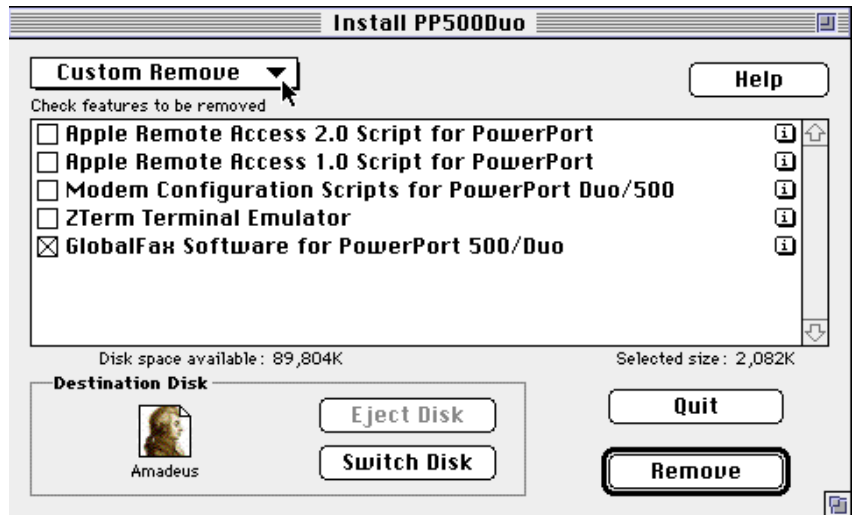 Install PP500Duo
Custom Remove
Help
Check features to be removed
Apple Remote Access 2.0 Script for PowerPort
Apple Remote Access 1.0 Script for PowerPort
Modem Configuration Scripts for PowerPort Duo/500
ZTerm Terminal Emulator
GlobalFax Software for PowerPort 500/Duo
Disk space available: 89,804K
Selected size: 2,082K
Destination Disk
Eject Disk
Quit
Amadeus
Switch Disk
Remove